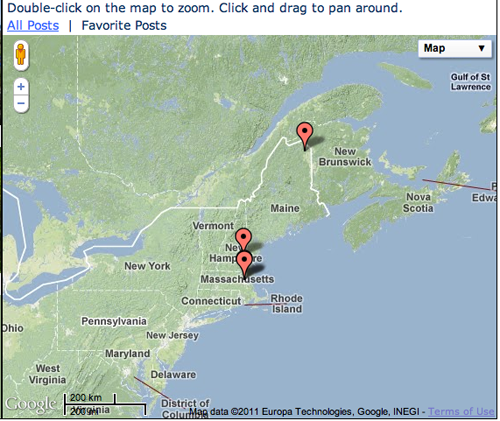 Double-click on the map to zoom. Click and drag to pan around.
All Posts | Favorite Posts
Map ▼
+
−
Gulf of St
Lawrence
New
Brunswick
Nova
Scotia
Edwa
Maine
Vermont
New
Hampshire
New York
Massachusetts
Connecticut
Rhode
Island
Ohio
Pennsylvania
New Jersey
Maryland
West
Virginia
Delaware
District of
Columbia
Virginia
200 km
200 mi
Google
Map data ©2011 Europa Technologies, Google, INEGI - Terms of Use